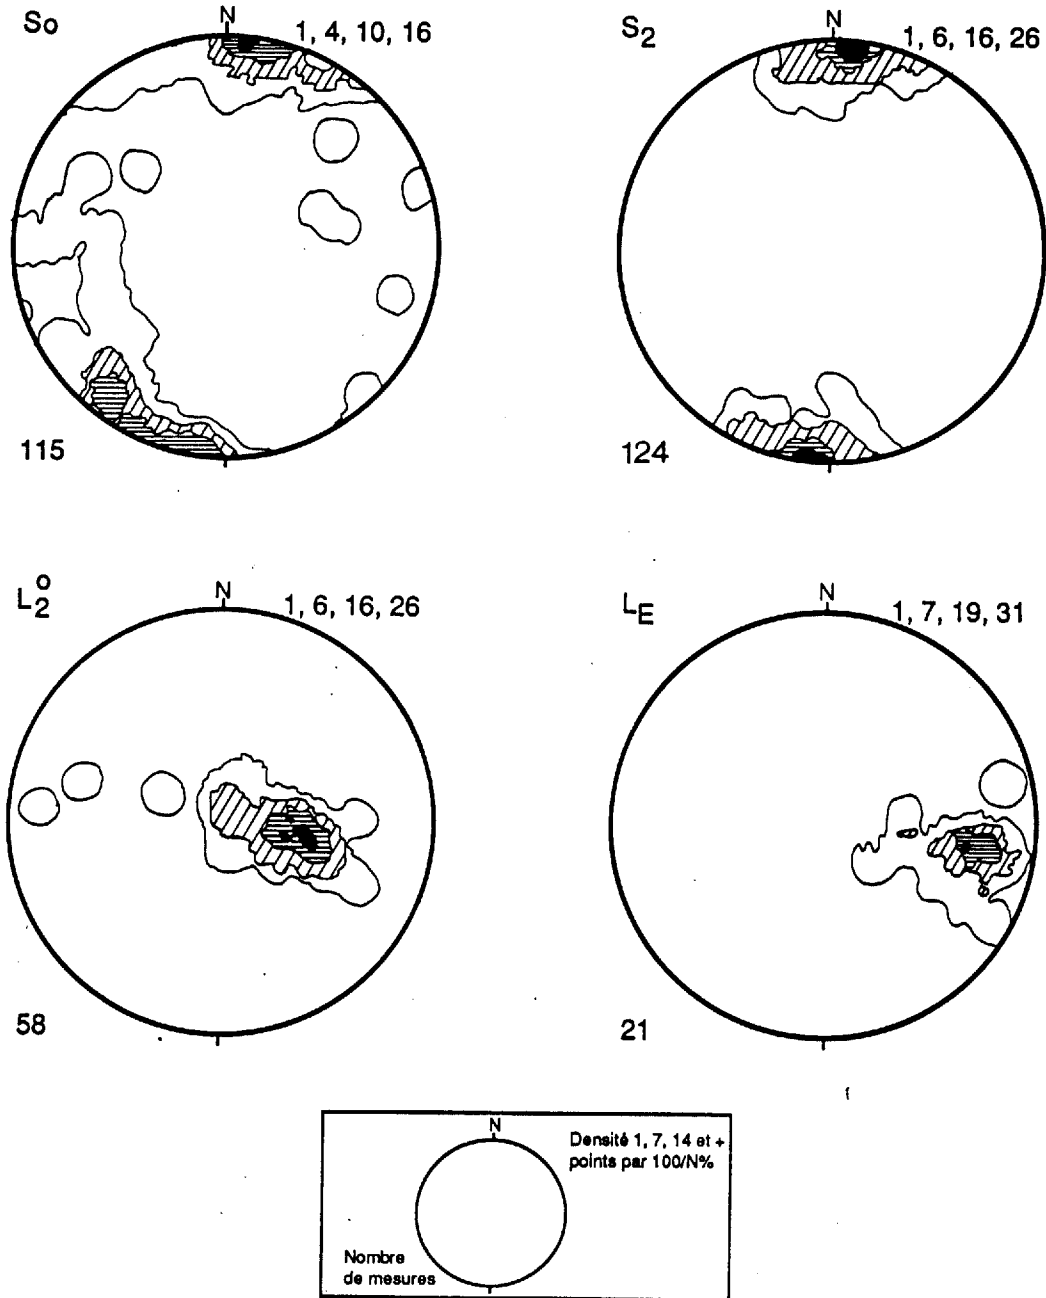 So
N
1, 4, 10, 16
115
S2
N
1, 6, 16, 26
124
L2o
N
1, 6, 16, 26
58
LE
N
1, 7, 19, 31
21
N
Densité 1, 7, 14 et +
points par 100/N%
Nombre
de mesures